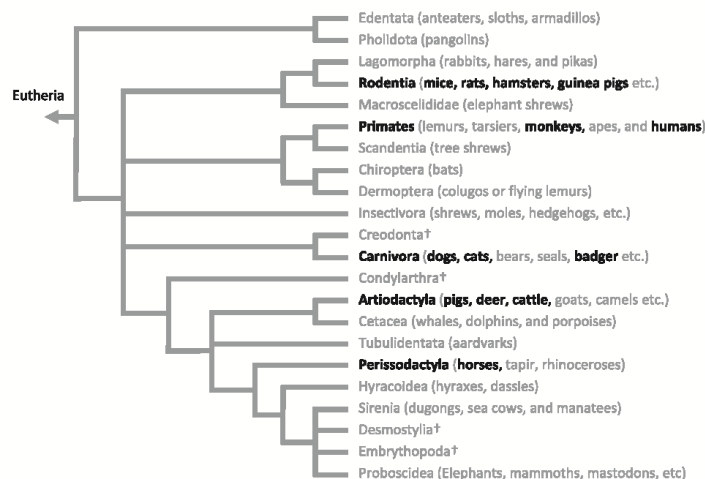 Edentata (anteaters, sloths, armadillos)
Pholidota (pangolins)
Lagomorpha (rabbits, hares, and pikas)
Eutheria
Rodentia (mice, rats, hamsters, guinea pigs etc.)
Macroscelididae (elephant shrews)
Primates (lemurs, tarsiers, monkeys, apes, and humans)
Scandentia (tree shrews)
Chiroptera (bats)
Dermoptera (colugos or flying lemurs)
Insectivora (shrews, moles, hedgehogs, etc.)
Creodonta†
Carnivora (dogs, cats, bears, seals, badger etc.)
Condylarthra†
Artiodactyla (pigs, deer, cattle, goats, camels etc.)
Cetacea (whales, dolphins, and porpoises)
Tubulidentata (aardvarks)
Perissodactyla (horses, tapir, rhinoceroses)
Hyracoidea (hyraxes, dassies)
Sirenia (dugongs, sea cows, and manatees)
Desmostylia†
Embrythopoda†
Proboscidea (Elephants, mammoths, mastodons, etc)